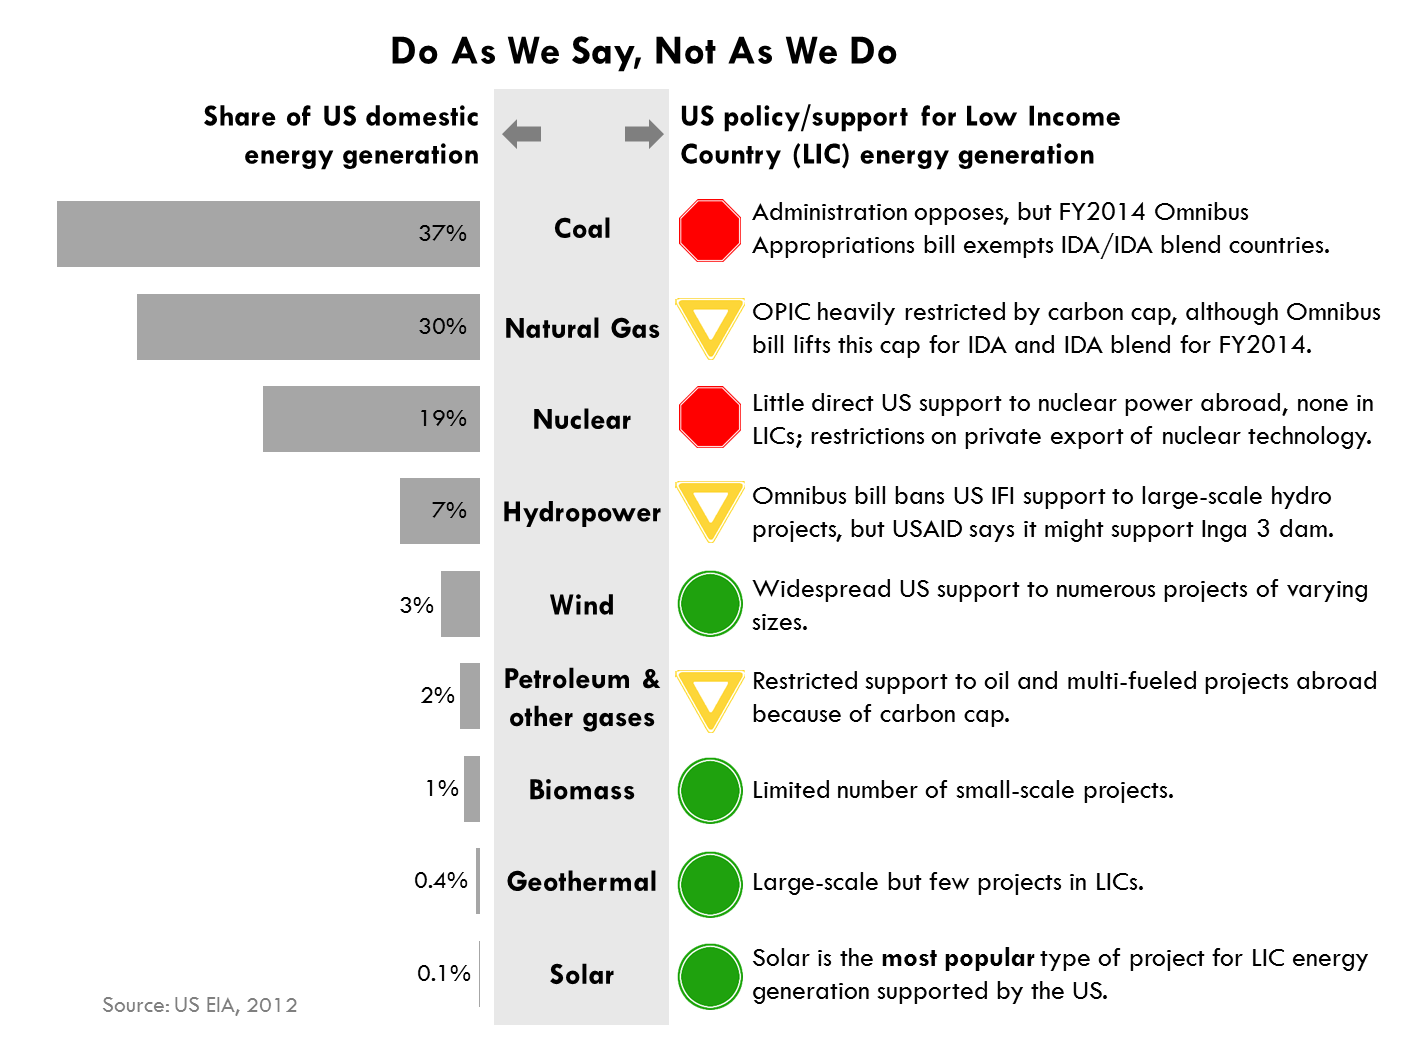 Do As We Say, Not As We Do
Share of US domestic
energy generation
US policy/support for Low Income
Country (LIC) energy generation
37%
Coal
Administration opposes, but FY2014 Omnibus
Appropriations bill exempts IDA/IDA blend countries.
30%
Natural Gas
OPIC heavily restricted by carbon cap, although Omnibus
bill lifts this cap for IDA and IDA blend for FY2014.
19%
Nuclear
Little direct US support to nuclear power abroad, none in
LICs; restrictions on private export of nuclear technology.
7%
Hydropower
Omnibus bill bans US IFI support to large-scale hydro
projects, but USAID says it might support Inga 3 dam.
3%
Wind
Widespread US support to numerous projects of varying
sizes.
2%
Petroleum &
other gases
Restricted support to oil and multi-fueled projects abroad
because of carbon cap.
1%
Biomass
Limited number of small-scale projects.
0.4%
Geothermal
Large-scale but few projects in LICs.
0.1%
Solar
Solar is the most popular type of project for LIC energy
generation supported by the US.
Source: US EIA, 2012